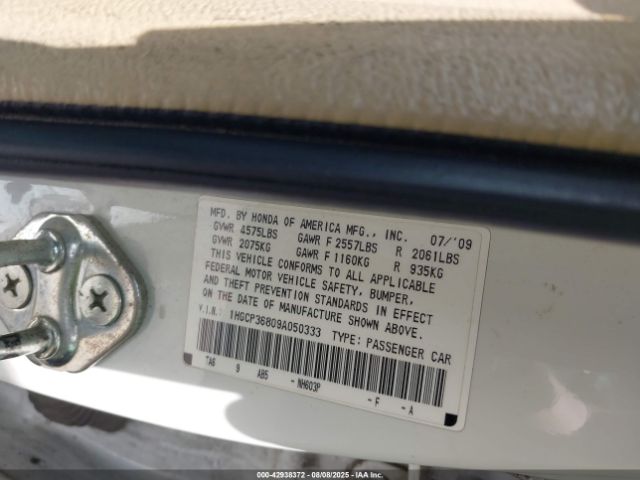 MFD. BY HONDA OF AMERICA MFG., INC. 07/'09
GVWR 4575LBS GAWR F 2557LBS R 2061LBS
GVWR 2075KG GAWR F 1160KG R 935KG
THIS VEHICLE CONFORMS TO ALL APPLICABLE
FEDERAL MOTOR VEHICLE SAFETY, BUMPER,
AND THEFT PREVENTION STANDARDS IN EFFECT
ON THE DATE OF MANUFACTURE SHOWN ABOVE.
V.I.N.: 1HGCP36809A050333 TYPE: PASSENGER CAR
TA6 9 AB5 -NH603P -F -A
000-42938372 - 08/08/2025 - IAAI.com